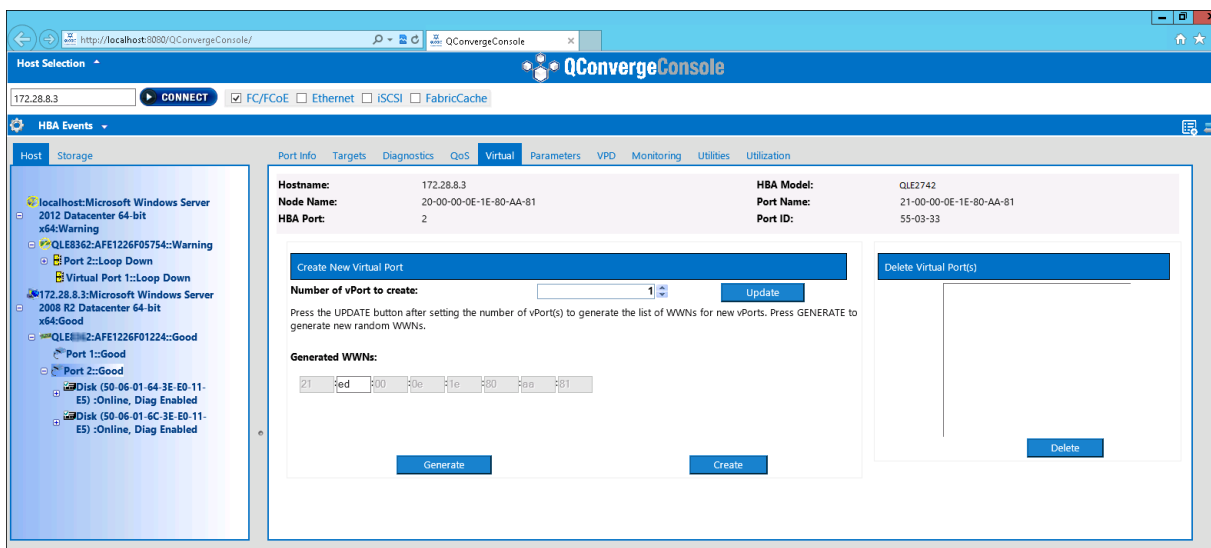 http://localhost:8080/QConvergeConsole/
QConvergeConsole
Host Selection
QConvergeConsole
172.28.8.3
CONNECT
FC/FCoE Ethernet iSCSI FabricCache
HBA Events
Host Storage
Port Info Targets Diagnostics QoS Virtual Parameters VPD Monitoring Utilities Utilization
localhost:Microsoft Windows Server
2012 Datacenter 64-bit
x64:Warning
QLE8362:AFE1226F05754::Warning
Port 2::Loop Down
Virtual Port 1::Loop Down
172.28.8.3:Microsoft Windows Server
2008 R2 Datacenter 64-bit
x64:Good
2:AFE1226F01224::Good
Port 1::Good
Port 2::Good
Disk (50-06-01-64-3E-E0-11-
E5) :Online, Diag Enabled
Disk (50-06-01-6C-3E-E0-11-
E5) :Online, Diag Enabled
Hostname: 172.28.8.3 HBA Model: QLE2742
Node Name: 20-00-00-0E-1E-80-AA-81 Port Name: 21-00-00-0E-1E-80-AA-81
HBA Port: 2 Port ID: 55-03-33
Create New Virtual Port
Number of vPort to create: 1 Update
Press the UPDATE button after setting the number of vPort(s) to generate the list of WWNs for new vPorts. Press GENERATE to
generate new random WWNs.
Generated WWNs:
21 :ed :00 :0e :1e :80 :aa :81
Generate Create
Delete Virtual Port(s)
Delete